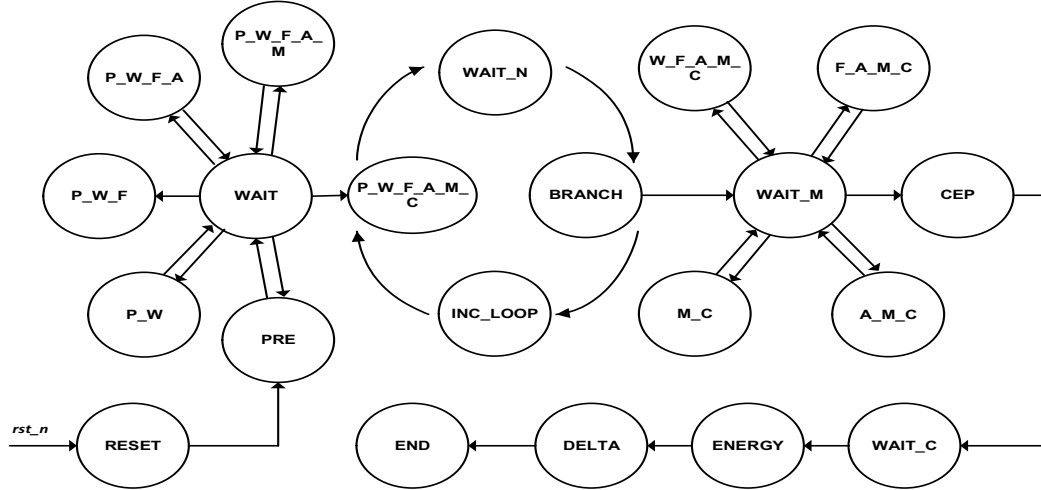 P_W_F_A_
M
P_W_F_A
WAIT_N
W_F_A_M_
C
F_A_M_C
P_W_F
WAIT
P_W_F_A_M_
C
BRANCH
WAIT_M
CEP
P_W
PRE
INC_LOOP
M_C
A_M_C
rst_n
RESET
END
DELTA
ENERGY
WAIT_C